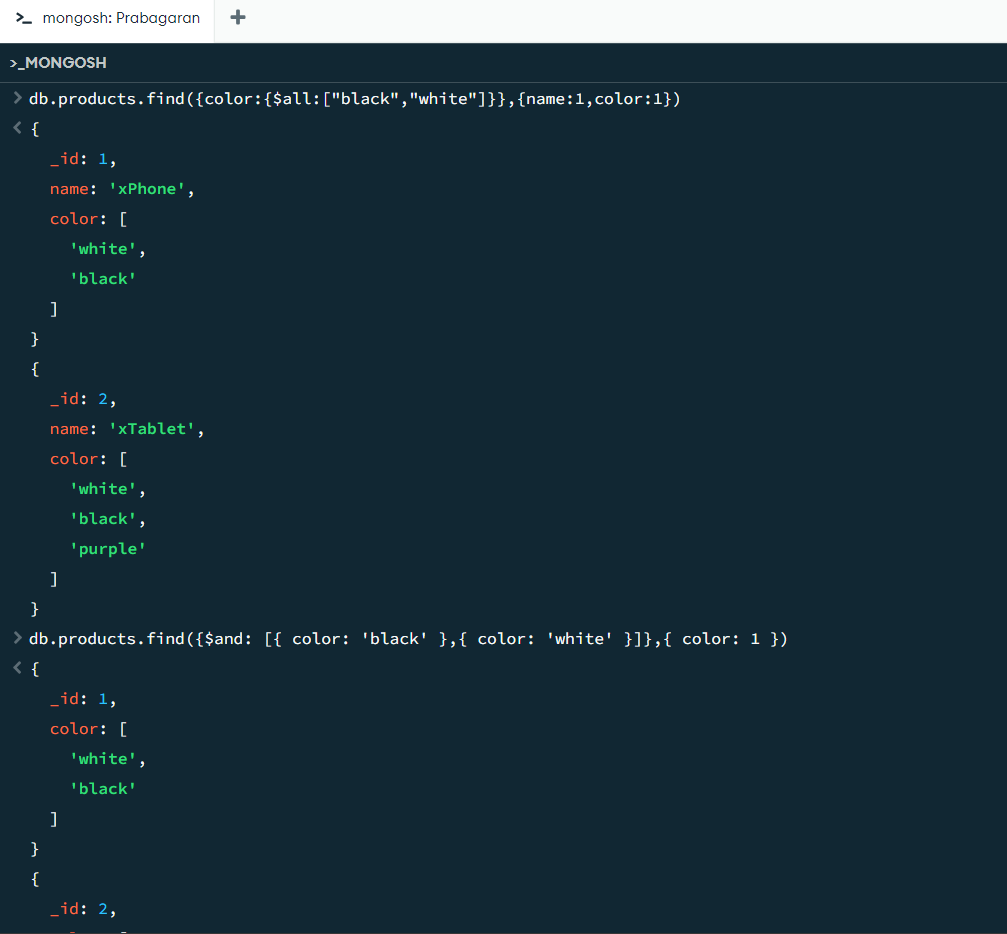 >_ mongosh: Prabagaran +
>_MONGOSH
> db.products.find({color:{$all:["black","white"]}},{name:1,color:1})
< {
_id: 1,
name: 'xPhone',
color: [
'white',
'black'
]
}
{
_id: 2,
name: 'xTablet',
color: [
'white',
'black',
'purple'
]
}
> db.products.find({$and: [{ color: 'black' },{ color: 'white' }]},{ color: 1 })
< {
_id: 1,
color: [
'white',
'black'
]
}
{
_id: 2,